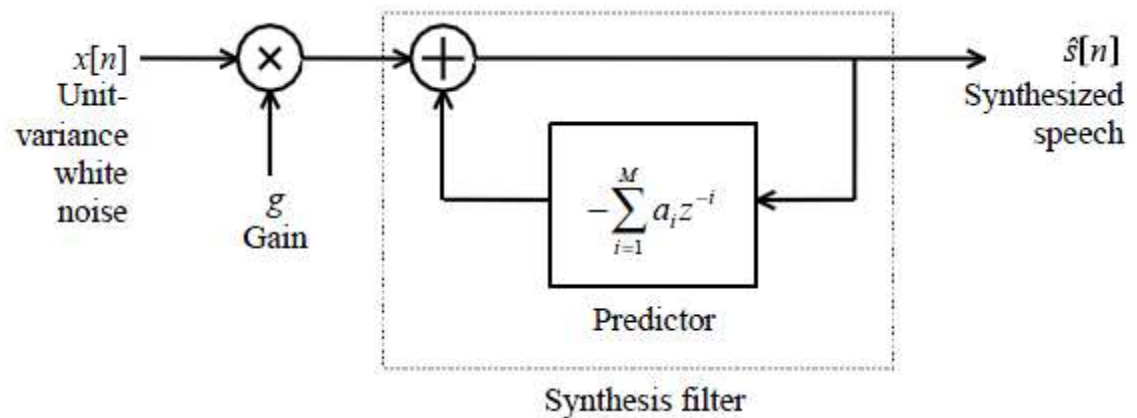 x[n]
Unit-
variance
white
noise
g
Gain
M
−∑ a_i z^{-i}
i=1
Predictor
Synthesis filter
ŝ[n]
Synthesized
speech